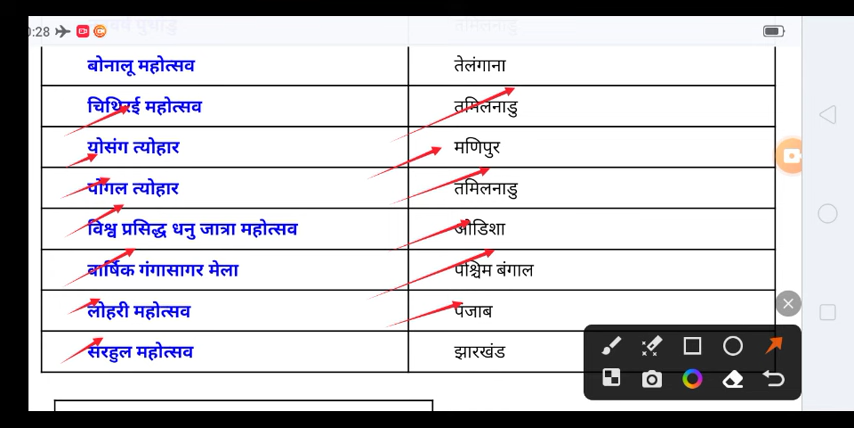 :28
बोनालू महोत्सव तेलंगाना
चिथिरई महोत्सव तमिलनाडु
योसंग त्योहार मणिपुर
पोंगल त्योहार तमिलनाडु
विश्व प्रसिद्ध धनु जात्रा महोत्सव ओडिशा
वार्षिक गंगासागर मेला पश्चिम बंगाल
लोहरी महोत्सव पंजाब
सरहुल महोत्सव झारखंड